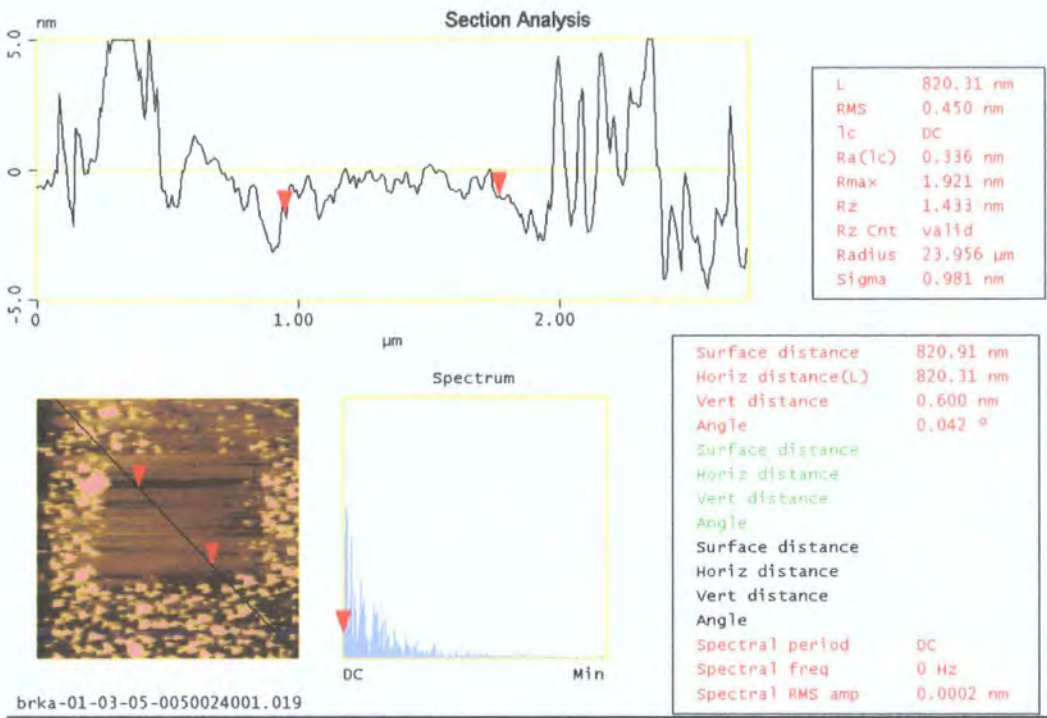 Section Analysis
nm
5.0
0
-5.0
0
1.00
2.00
µm
L 820.31 nm
RMS 0.450 nm
lc DC
Ra(lc) 0.336 nm
Rmax 1.921 nm
Rz 1.433 nm
Rz Cnt valid
Radius 23.956 µm
Sigma 0.981 nm
Surface distance 820.91 nm
Horiz distance(L) 820.31 nm
Vert distance 0.600 nm
Angle 0.042 °
Surface distance
Horiz distance
Vert distance
Angle
Surface distance
Horiz distance
Vert distance
Angle
Spectral period DC
Spectral freq 0 Hz
Spectral RMS amp 0.0002 nm
Spectrum
DC Min
brka-01-03-05-0050024001.019